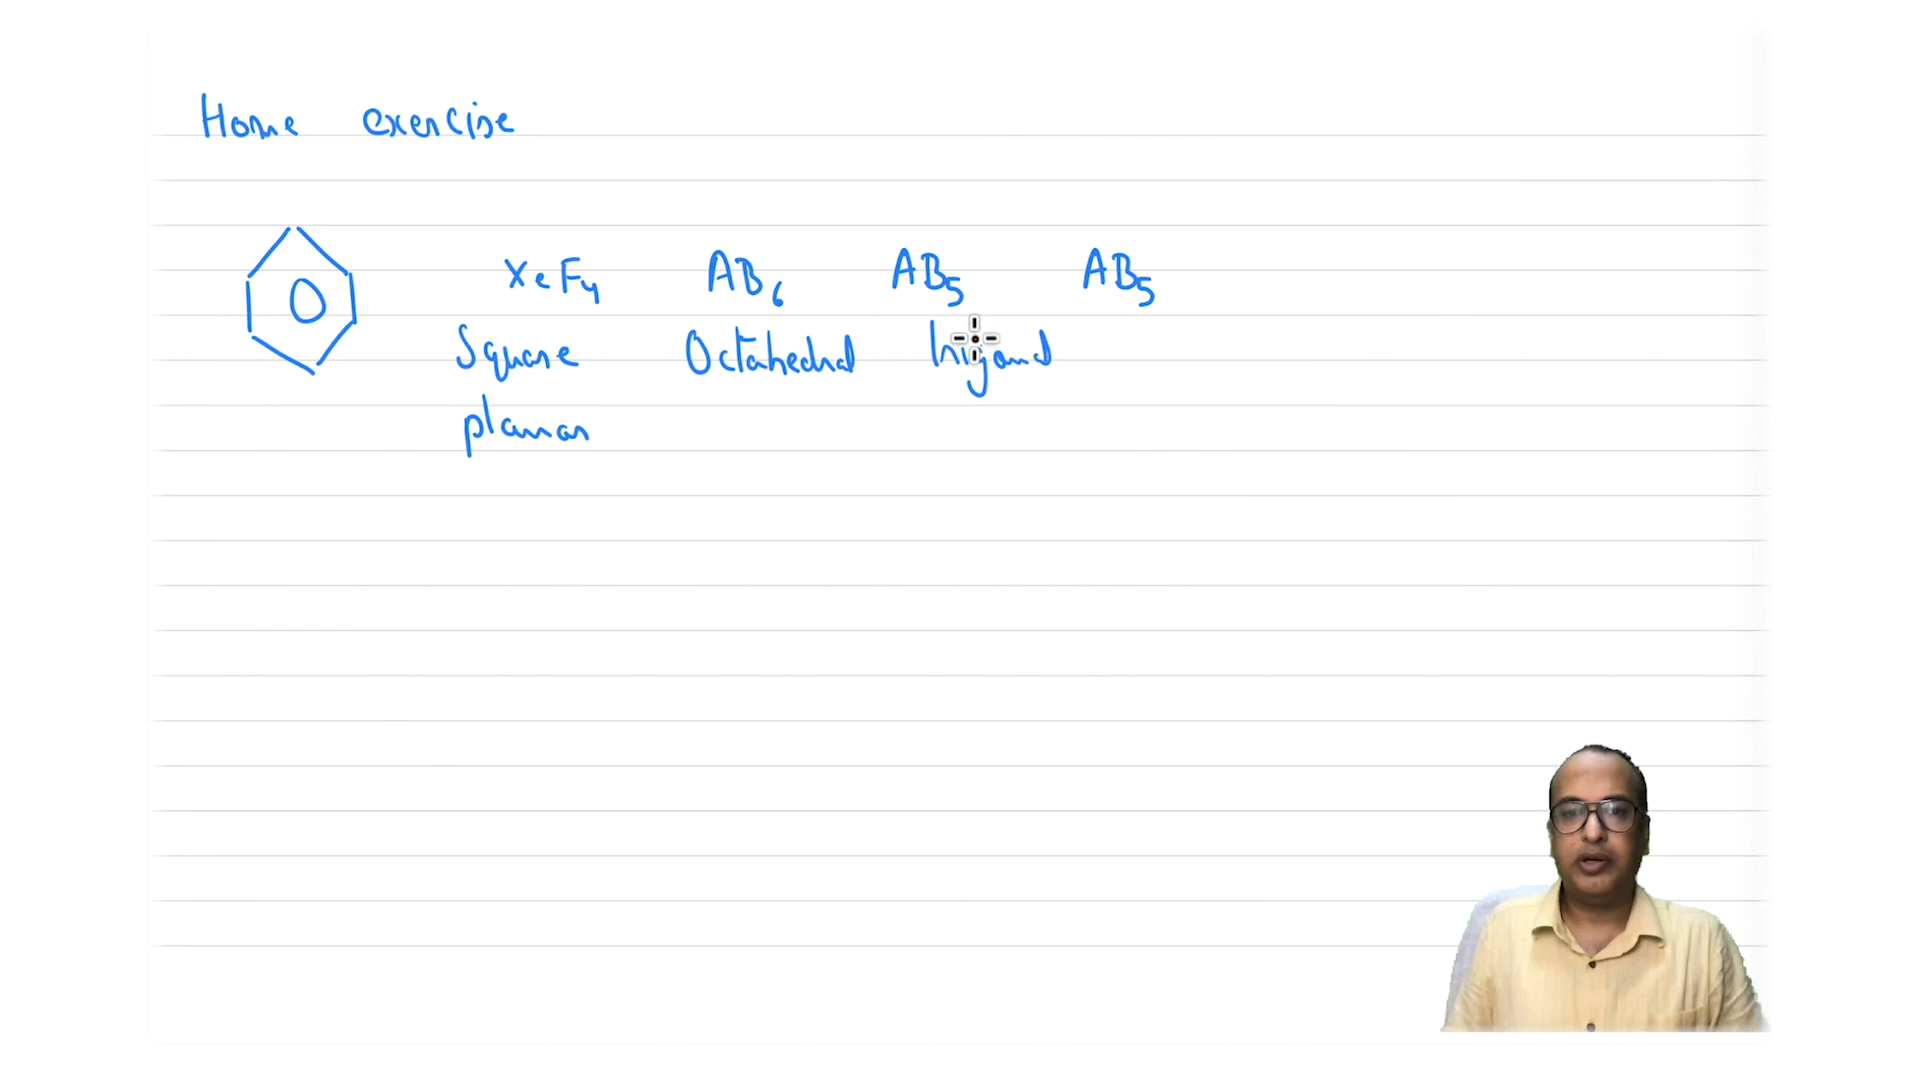 Home exercise
XeF₄ AB₆ AB₅ AB₅
Square Octahedral
planar